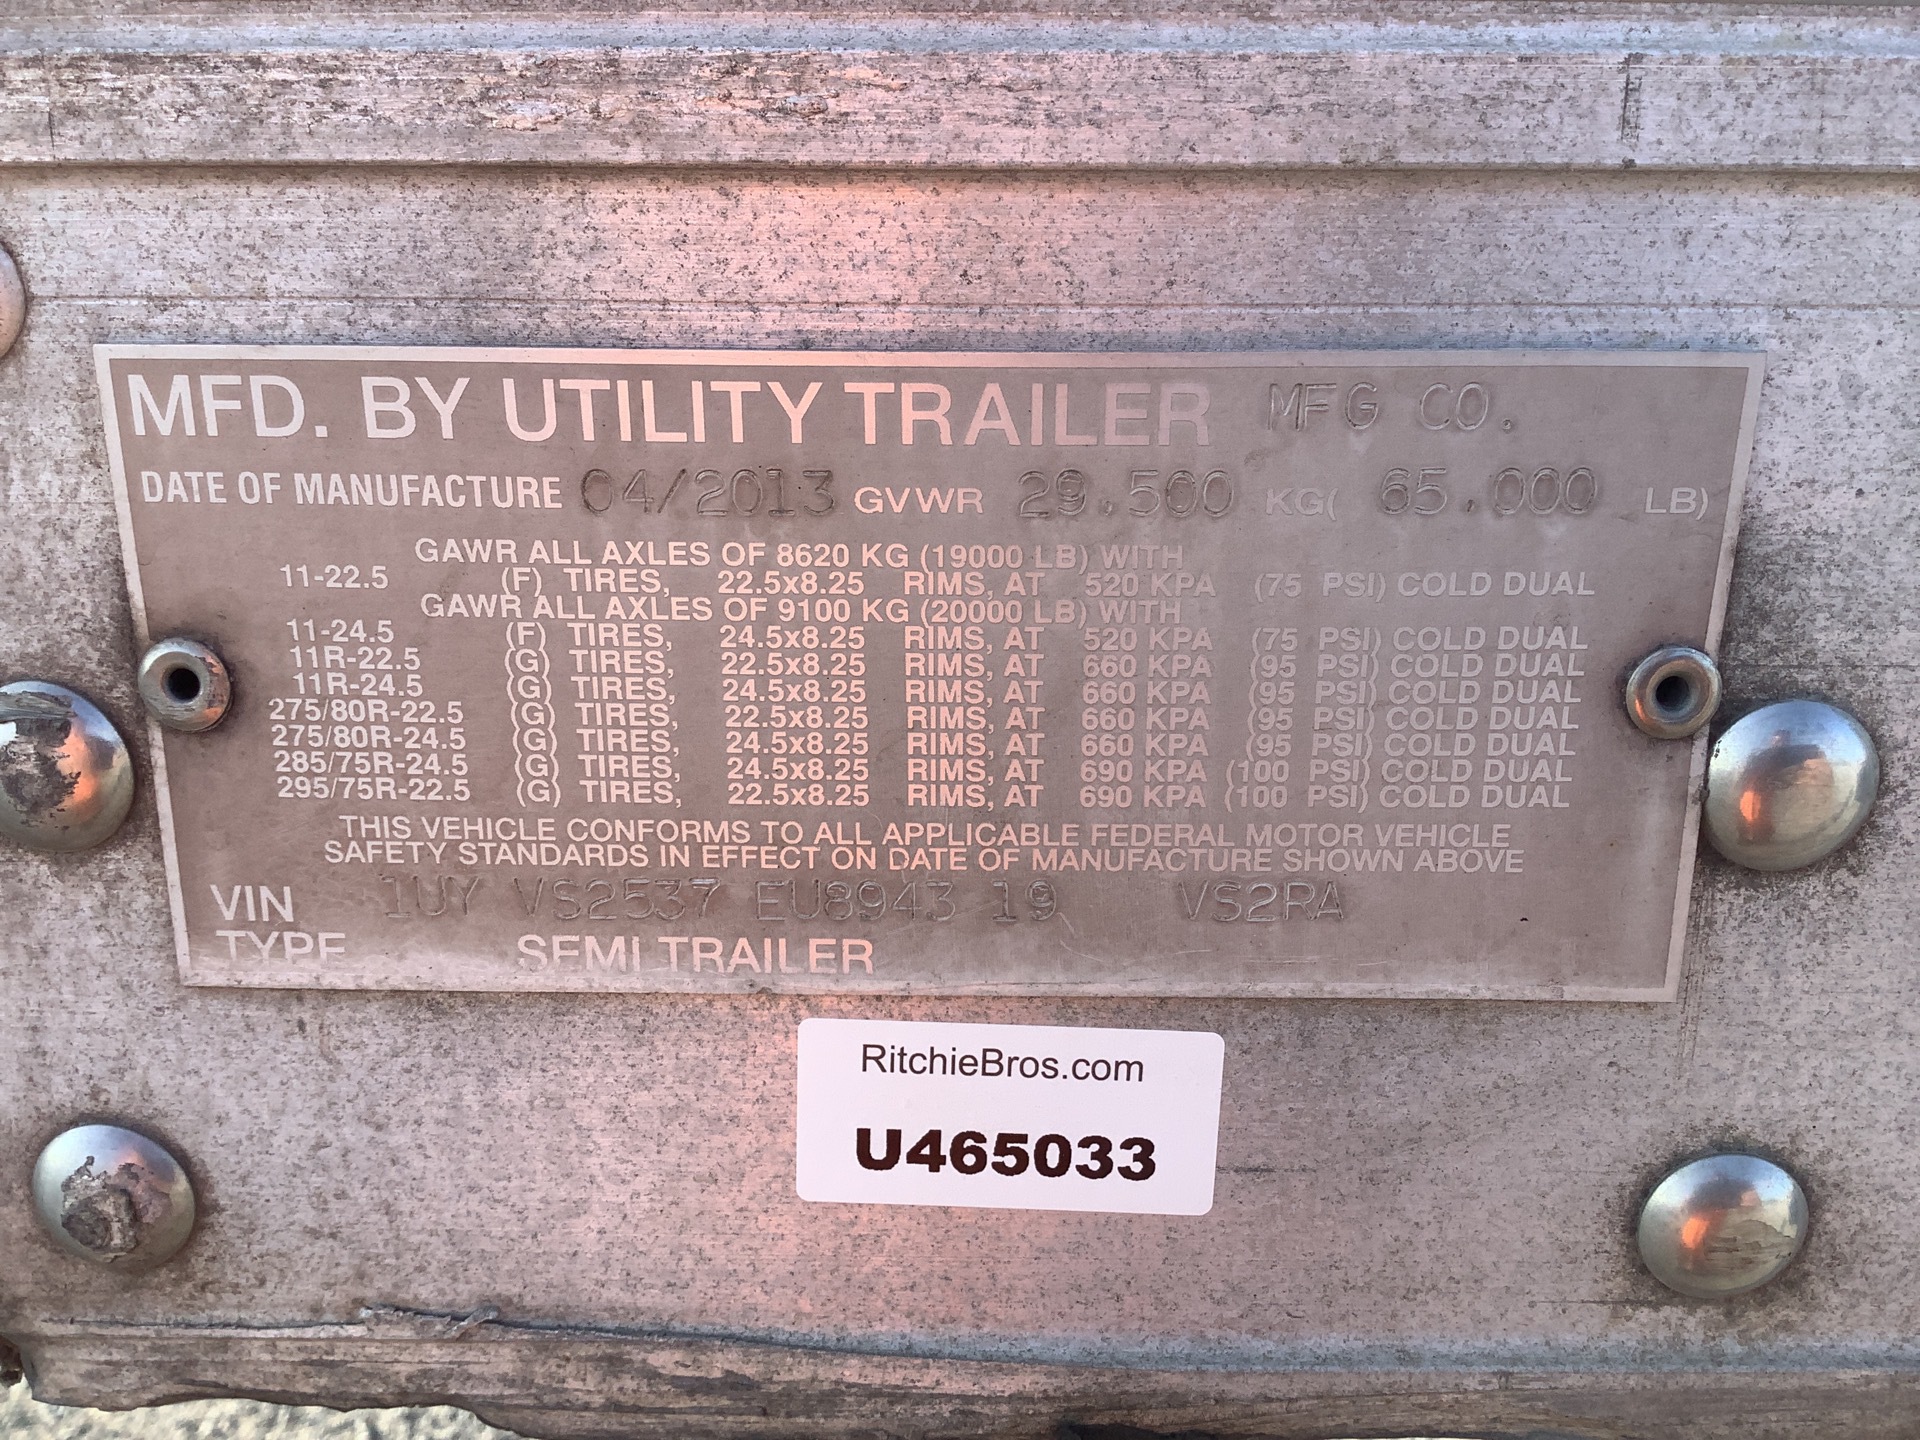 MFD. BY UTILITY TRAILER MFG CO.
DATE OF MANUFACTURE 04/2013 GVWR 29.500 KG( 65.000 LB)
GAWR ALL AXLES OF 8620 KG (19000 LB) WITH
11-22.5 (F) TIRES, 22.5x8.25 RIMS, AT 520 KPA (75 PSI) COLD DUAL
GAWR ALL AXLES OF 9100 KG (20000 LB) WITH
11-24.5 (F) TIRES, 24.5x8.25 RIMS, AT 520 KPA (75 PSI) COLD DUAL
11R-22.5 (G) TIRES, 22.5x8.25 RIMS, AT 660 KPA (95 PSI) COLD DUAL
11R-24.5 (G) TIRES, 24.5x8.25 RIMS, AT 660 KPA (95 PSI) COLD DUAL
275/80R-22.5 (G) TIRES, 22.5x8.25 RIMS, AT 660 KPA (95 PSI) COLD DUAL
275/80R-24.5 (G) TIRES, 24.5x8.25 RIMS, AT 660 KPA (95 PSI) COLD DUAL
285/75R-24.5 (G) TIRES, 24.5x8.25 RIMS, AT 690 KPA (100 PSI) COLD DUAL
295/75R-22.5 (G) TIRES, 22.5x8.25 RIMS, AT 690 KPA (100 PSI) COLD DUAL
THIS VEHICLE CONFORMS TO ALL APPLICABLE FEDERAL MOTOR VEHICLE
SAFETY STANDARDS IN EFFECT ON DATE OF MANUFACTURE SHOWN ABOVE
VIN 1UY VS2537 EU8943 19 VS2RA
TYPE SEMI TRAILER
RitchieBros.com
U465033